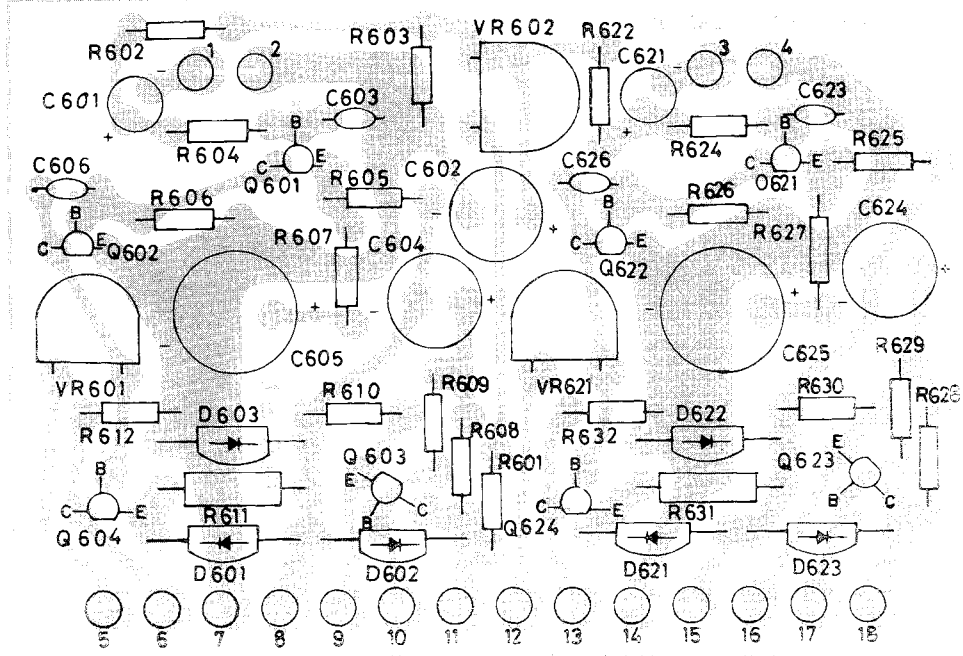 R602 1 2 R603 VR602 R622 C621 3 4
C601 - C603 - C623
+ R604 B + R624 B R625
C606 C E Q601 R605 C602 C626 C E O621
B R606 - B R626 C624
C E Q602 R607 C604 + C E Q622 R627
- + - + - + - +
VR601 C605 VR621 C625 R629
R612 D603 R610 R609 R632 D622 R630 R628
R608
B Q603 E R601 B Q623 E
C E R611 B C C E R631 B C
Q604 Q624
D601 D602 D621 D623
5 6 7 8 9 10 11 12 13 14 15 16 17 18